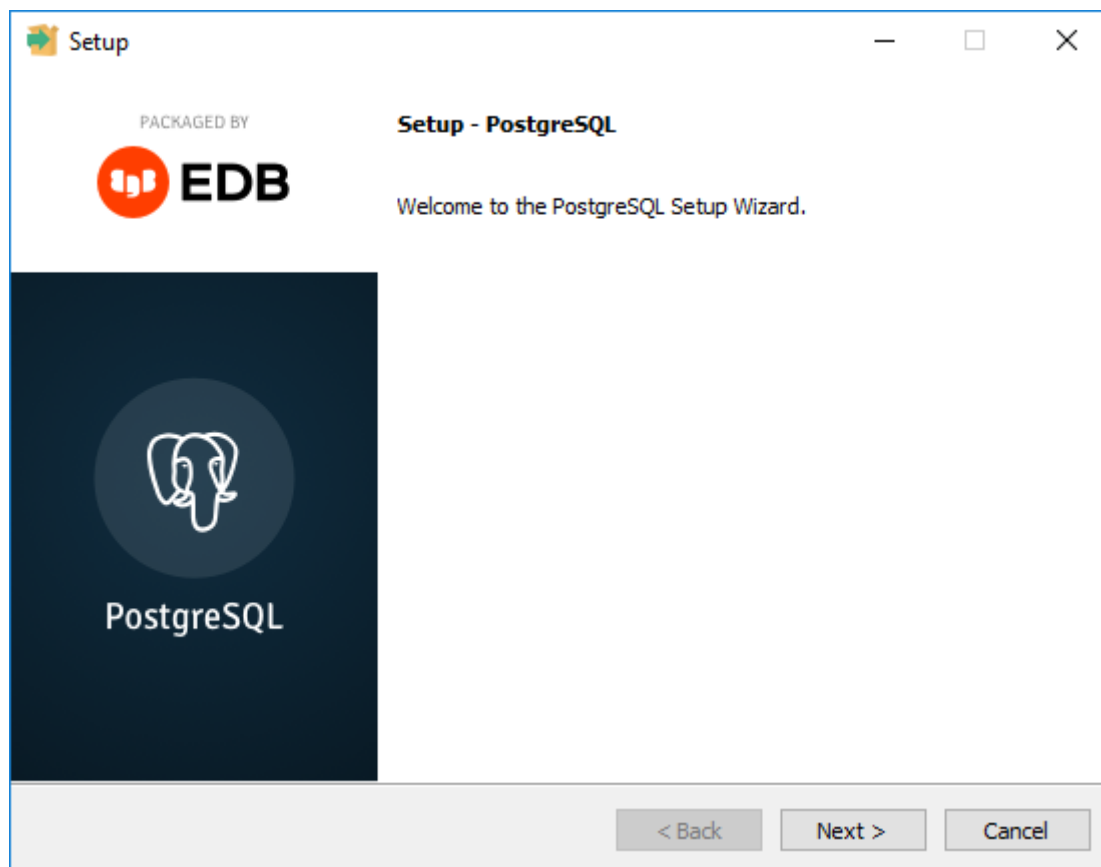 Setup
PACKAGED BY
EDB
Setup - PostgreSQL
Welcome to the PostgreSQL Setup Wizard.
PostgreSQL
< Back
Next >
Cancel